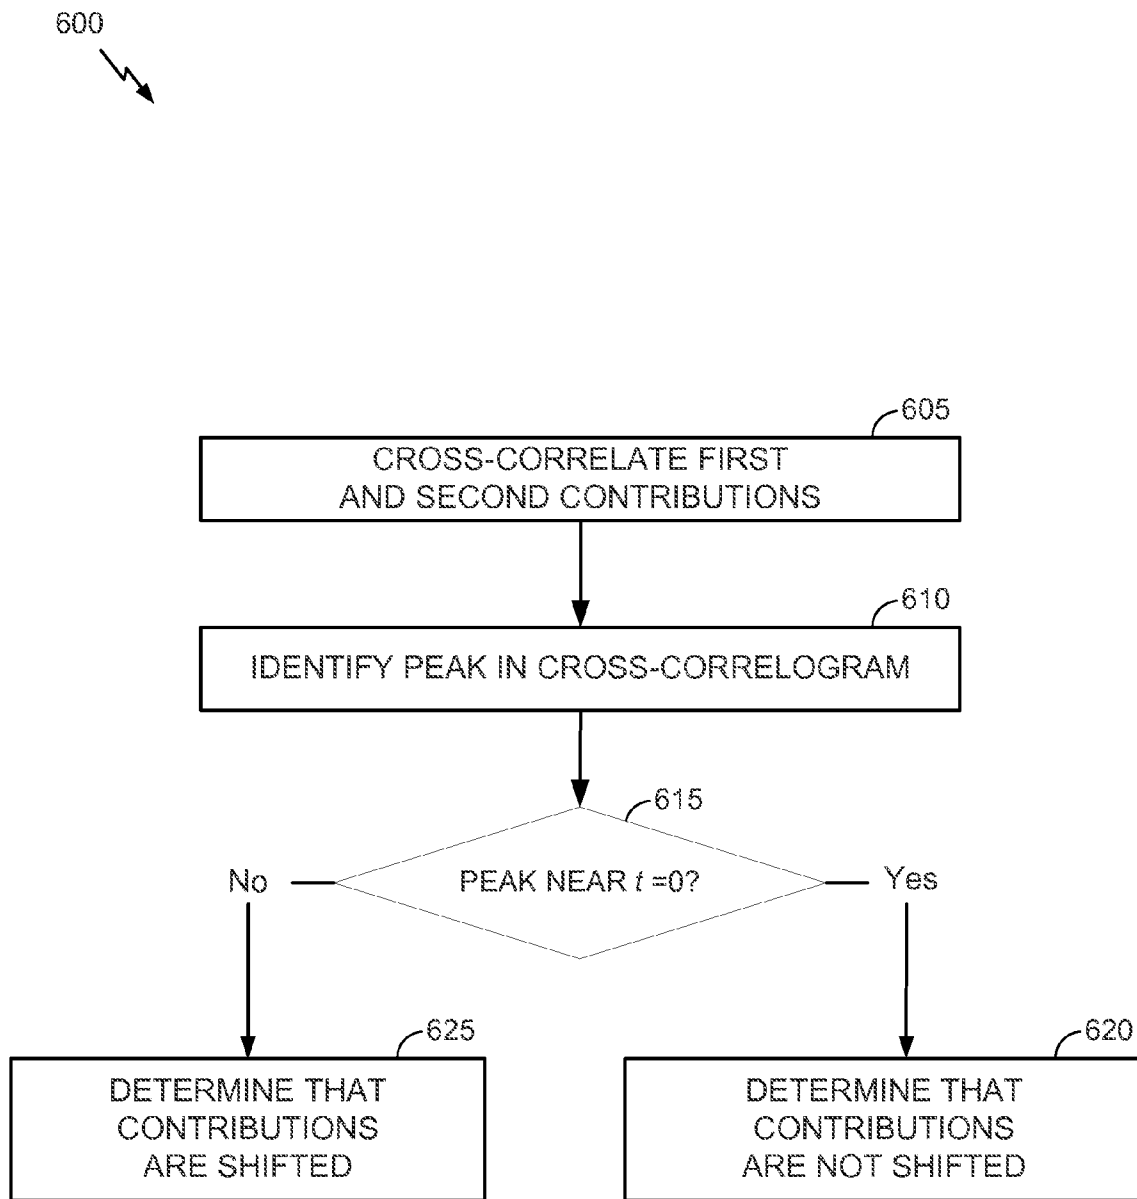 600
605
CROSS-CORRELATE FIRST
AND SECOND CONTRIBUTIONS
610
IDENTIFY PEAK IN CROSS-CORRELOGRAM
615
No
PEAK NEAR t =0?
Yes
625
620
DETERMINE THAT
CONTRIBUTIONS
ARE SHIFTED
DETERMINE THAT
CONTRIBUTIONS
ARE NOT SHIFTED